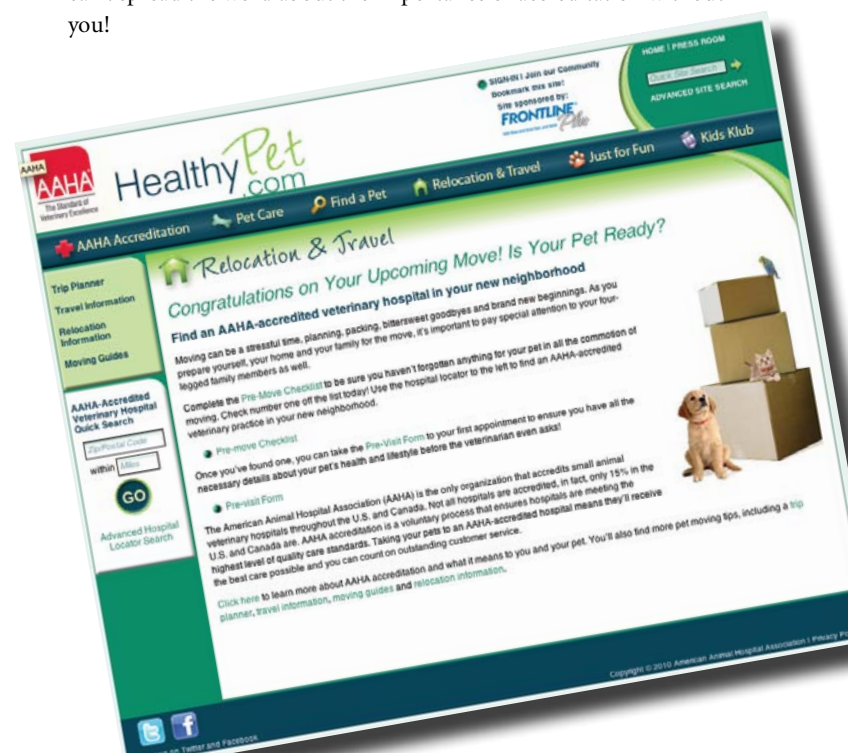 you!
SIGN-IN | Join our Community
Bookmark this site!
Site sponsored by:
FRONTLINE
Plus
HOME | PRESS ROOM
Quick Site Search
ADVANCED SITE SEARCH
AAHA
AAHA
The Standard of
Veterinary Excellence
HealthyPet
.com
AAHA Accreditation
Pet Care
Find a Pet
Relocation & Travel
Just for Fun
Kids Klub
Trip Planner
Travel Information
Relocation
Information
Moving Guides
AAHA-Accredited
Veterinary Hospital
Quick Search
Zip/Postal Code
within Miles
GO
Advanced Hospital
Locator Search
Relocation & Travel
Congratulations on Your Upcoming Move! Is Your Pet Ready?
Find an AAHA-accredited veterinary hospital in your new neighborhood
Moving can be a stressful time, planning, packing, bittersweet goodbyes and brand new beginnings. As you
prepare yourself, your home and your family for the move, it's important to pay special attention to your four-
legged family members as well.
Complete the Pre-Move Checklist to be sure you haven't forgotten anything for your pet in all the commotion of
moving. Check number one off the list today! Use the hospital locator to the left to find an AAHA-accredited
veterinary practice in your new neighborhood.
Pre-move Checklist
Once you've found one, you can take the Pre-Visit Form to your first appointment to ensure you have all the
necessary details about your pet's health and lifestyle before the veterinarian even asks!
Pre-visit Form
The American Animal Hospital Association (AAHA) is the only organization that accredits small animal
veterinary hospitals throughout the U.S. and Canada. Not all hospitals are accredited, in fact, only 15% in the
U.S. and Canada are. AAHA accreditation is a voluntary process that ensures hospitals are meeting the
highest level of quality care standards. Taking your pets to an AAHA-accredited hospital means they'll receive
the best care possible and you can count on outstanding customer service.
Click here to learn more about AAHA accreditation and what it means to you and your pet. You'll also find more pet moving tips, including a trip
planner, travel information, moving guides and relocation information.
Copyright © 2010 American Animal Hospital Association | Privacy
on Twitter and Facebook